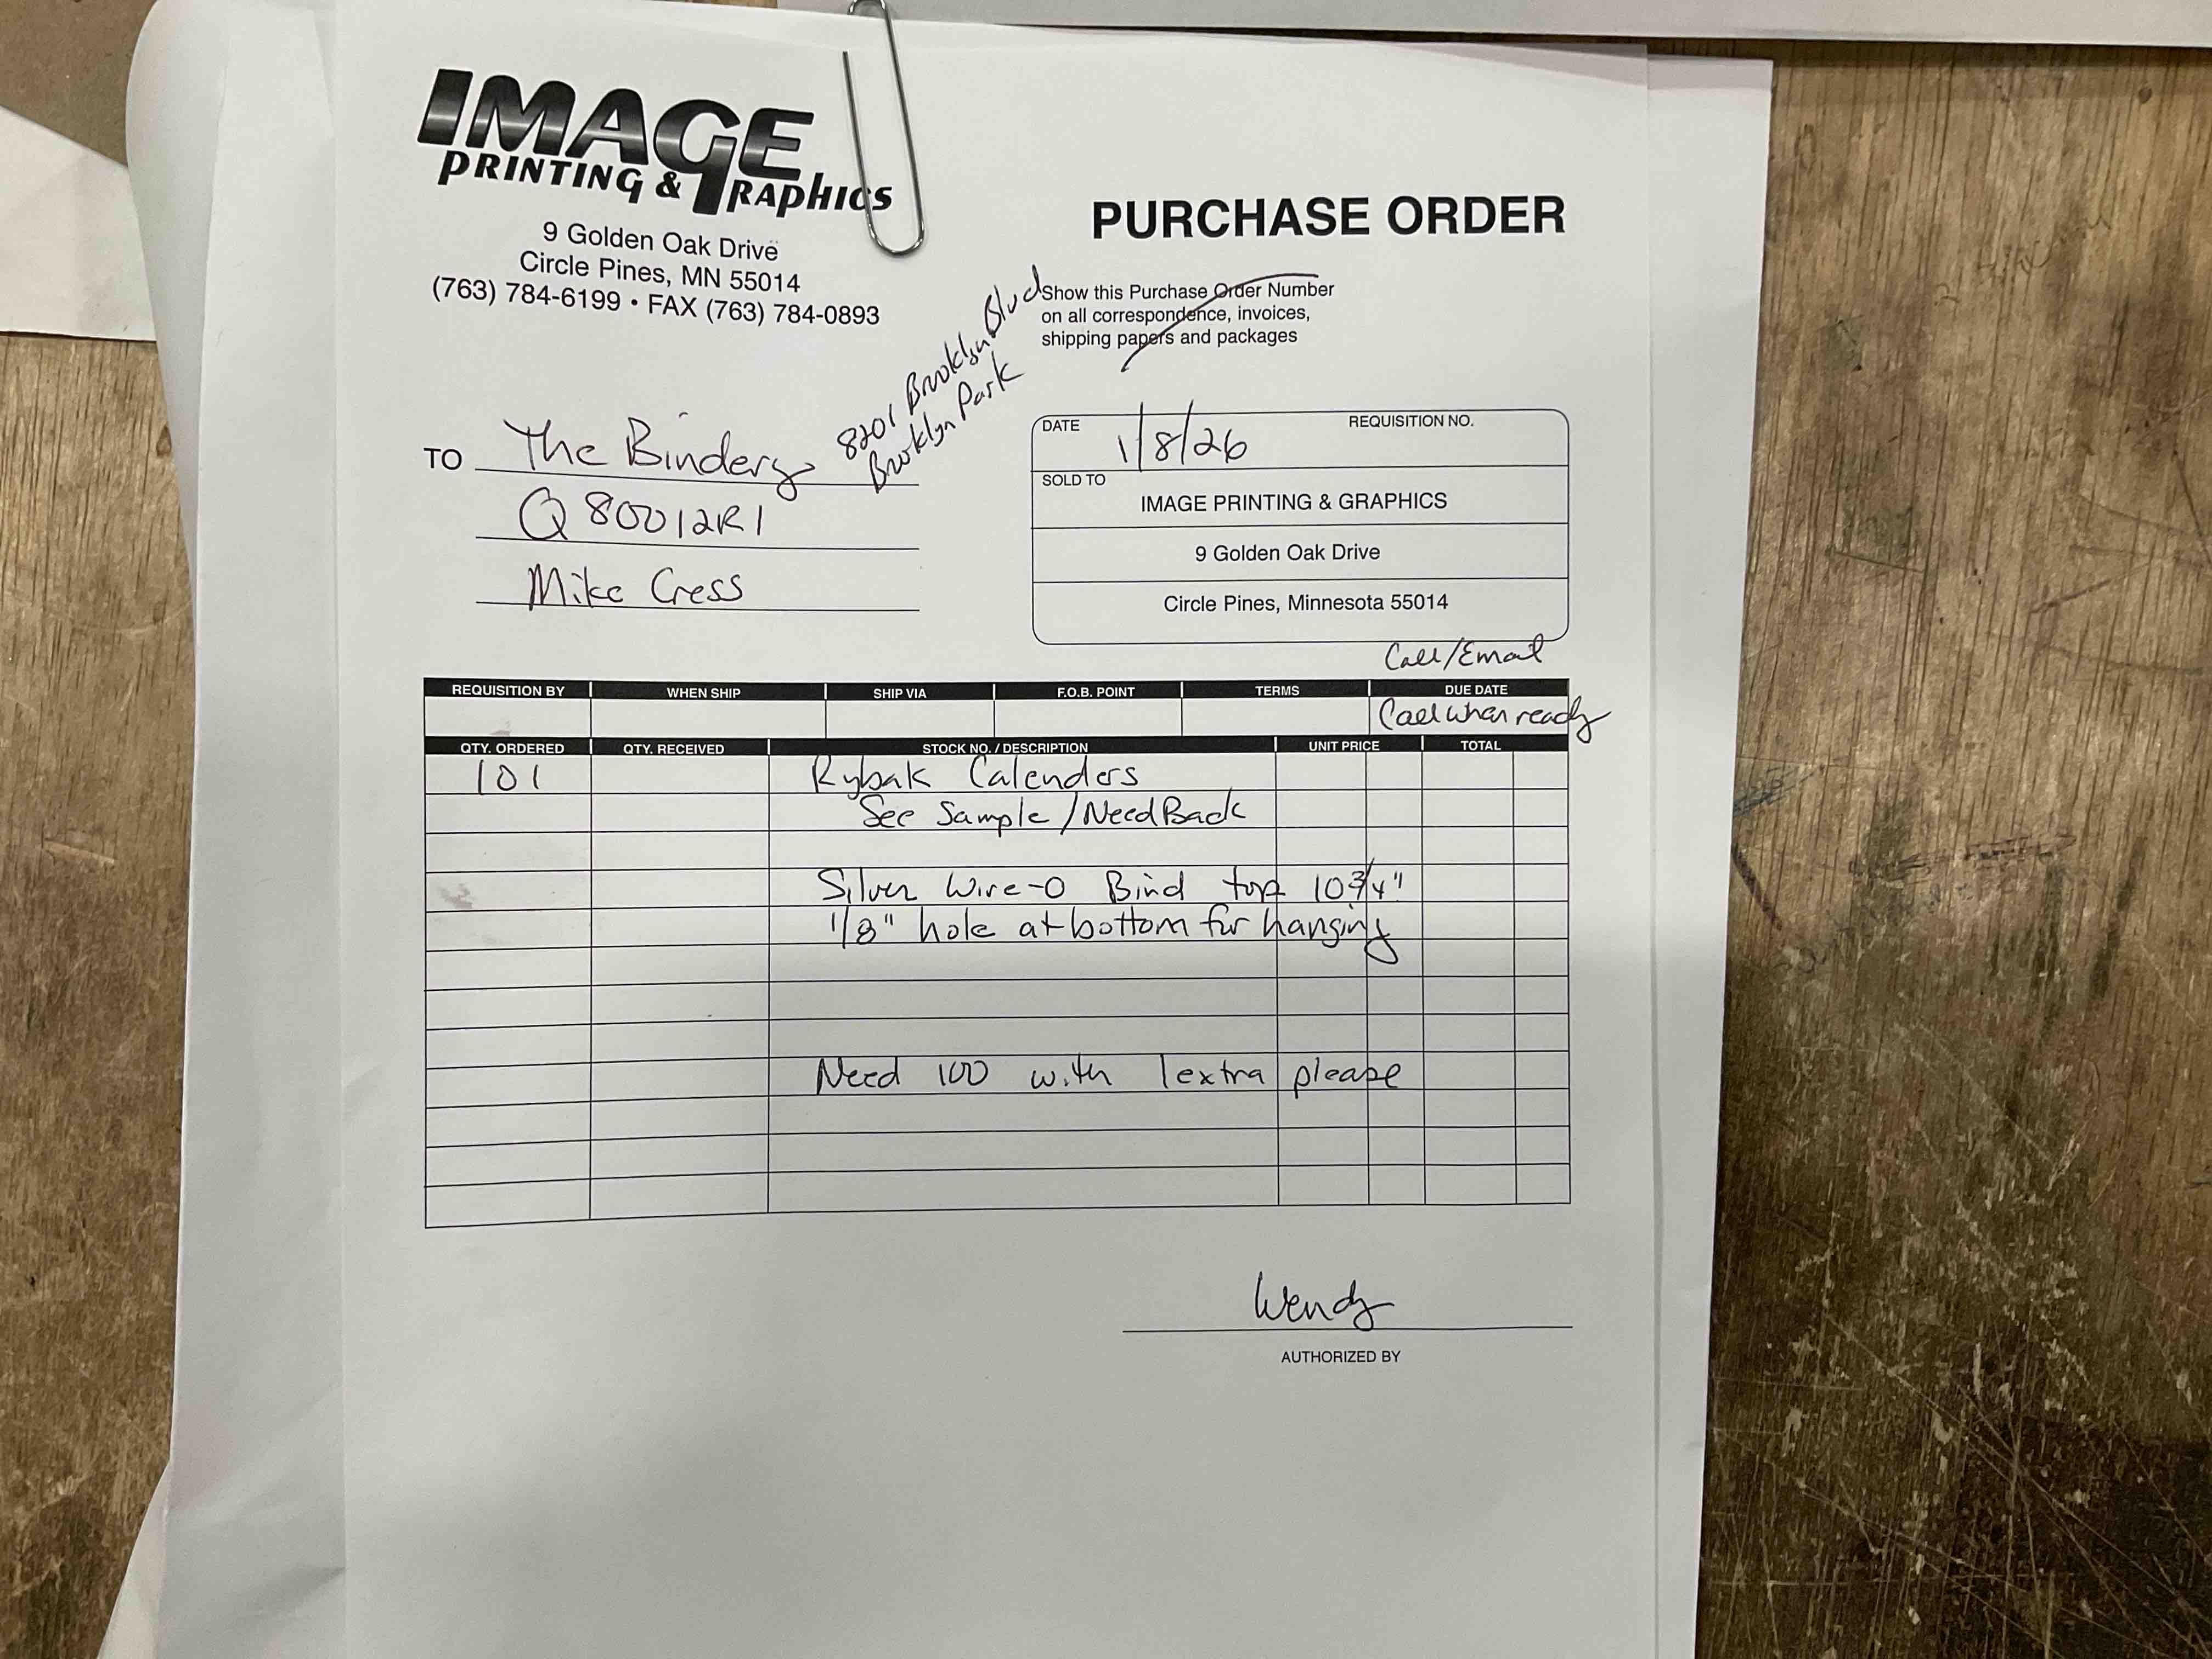 IMAGE
PRINTING & GRAPHICS
9 Golden Oak Drive
Circle Pines, MN 55014
(763) 784-6199 • FAX (763) 784-0893
PURCHASE ORDER
Show this Purchase Order Number
on all correspondence, invoices,
shipping papers and packages
8201 Brooklyn Blvd
Brooklyn Park
TO The Bindery
Q80012R1
Mike Cress
DATE 1/8/26 REQUISITION NO.
SOLD TO
IMAGE PRINTING & GRAPHICS
9 Golden Oak Drive
Circle Pines, Minnesota 55014
Call/Email
REQUISITION BY WHEN SHIP SHIP VIA F.O.B. POINT TERMS DUE DATE
Call when ready
QTY. ORDERED QTY. RECEIVED STOCK NO. / DESCRIPTION UNIT PRICE TOTAL
101 Rybak Calenders
See Sample / Need Back
Silver Wire-O Bind top 10 3/4"
1/8" hole at bottom for hanging
Need 100 with 1 extra please
Wendy
AUTHORIZED BY